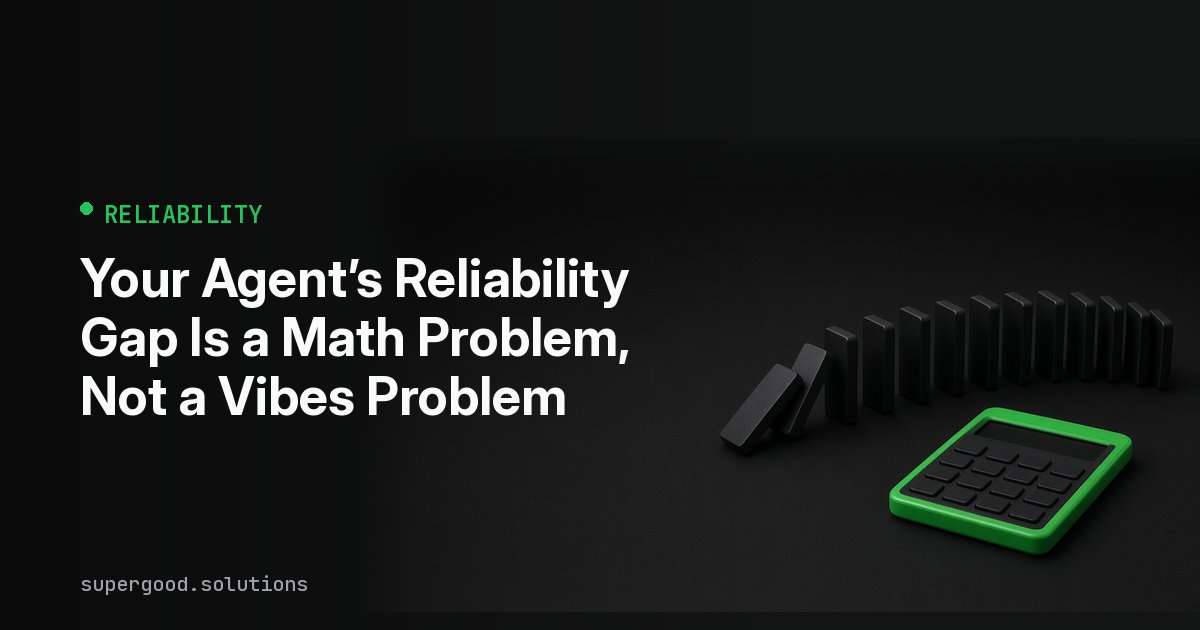 RELIABILITY
Your Agent’s Reliability
Gap Is a Math Problem,
Not a Vibes Problem
supergood.solutions